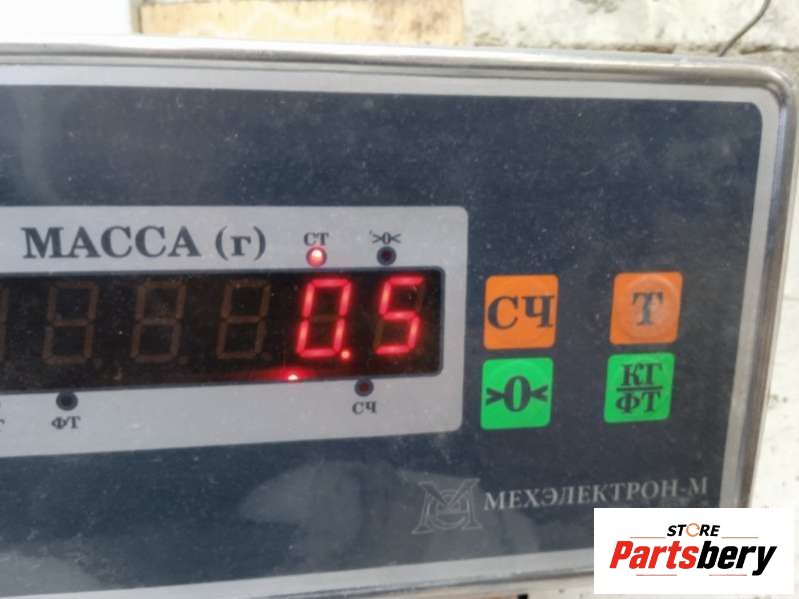 МАССА (г)
СТ
>0<
0.5
СЧ
Т
>0<
КГ
ФТ
ФТ
СЧ
МЕХЭЛЕКТРОН-М
STORE
Partsbery